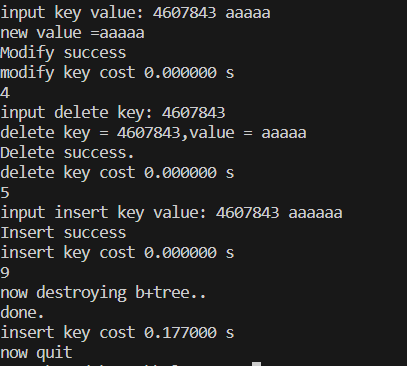 input key value: 4607843 aaaaa
new value =aaaaa
Modify success
modify key cost 0.000000 s
4
input delete key: 4607843
delete key = 4607843,value = aaaaa
Delete success.
delete key cost 0.000000 s
5
input insert key value: 4607843 aaaaaa
Insert success
insert key cost 0.000000 s
9
now destroying b+tree..
done.
insert key cost 0.177000 s
now quit